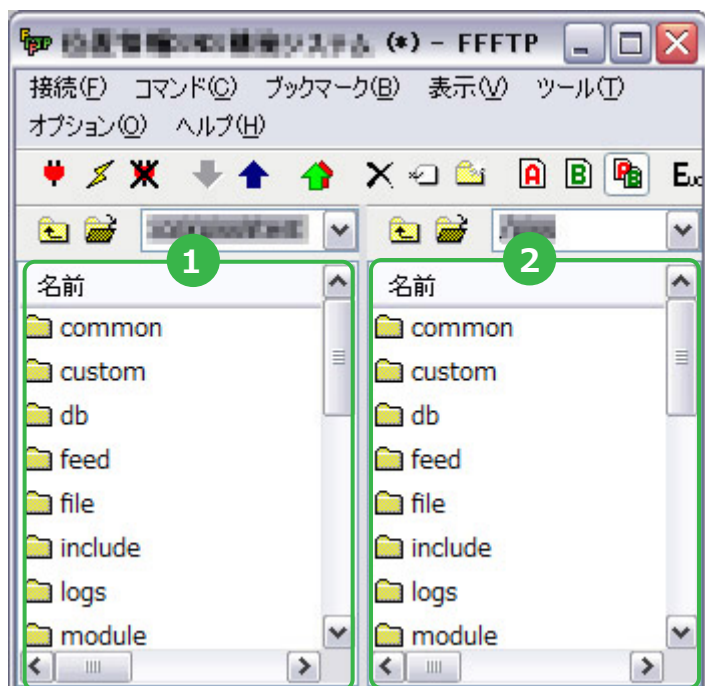 (*) - FFFTP
接続(F) コマンド(C) ブックマーク(B) 表示(V) ツール(T)
オプション(O) ヘルプ(H)
A B B
1 2
名前 名前
common common
custom custom
db db
feed feed
file file
include include
logs logs
module module